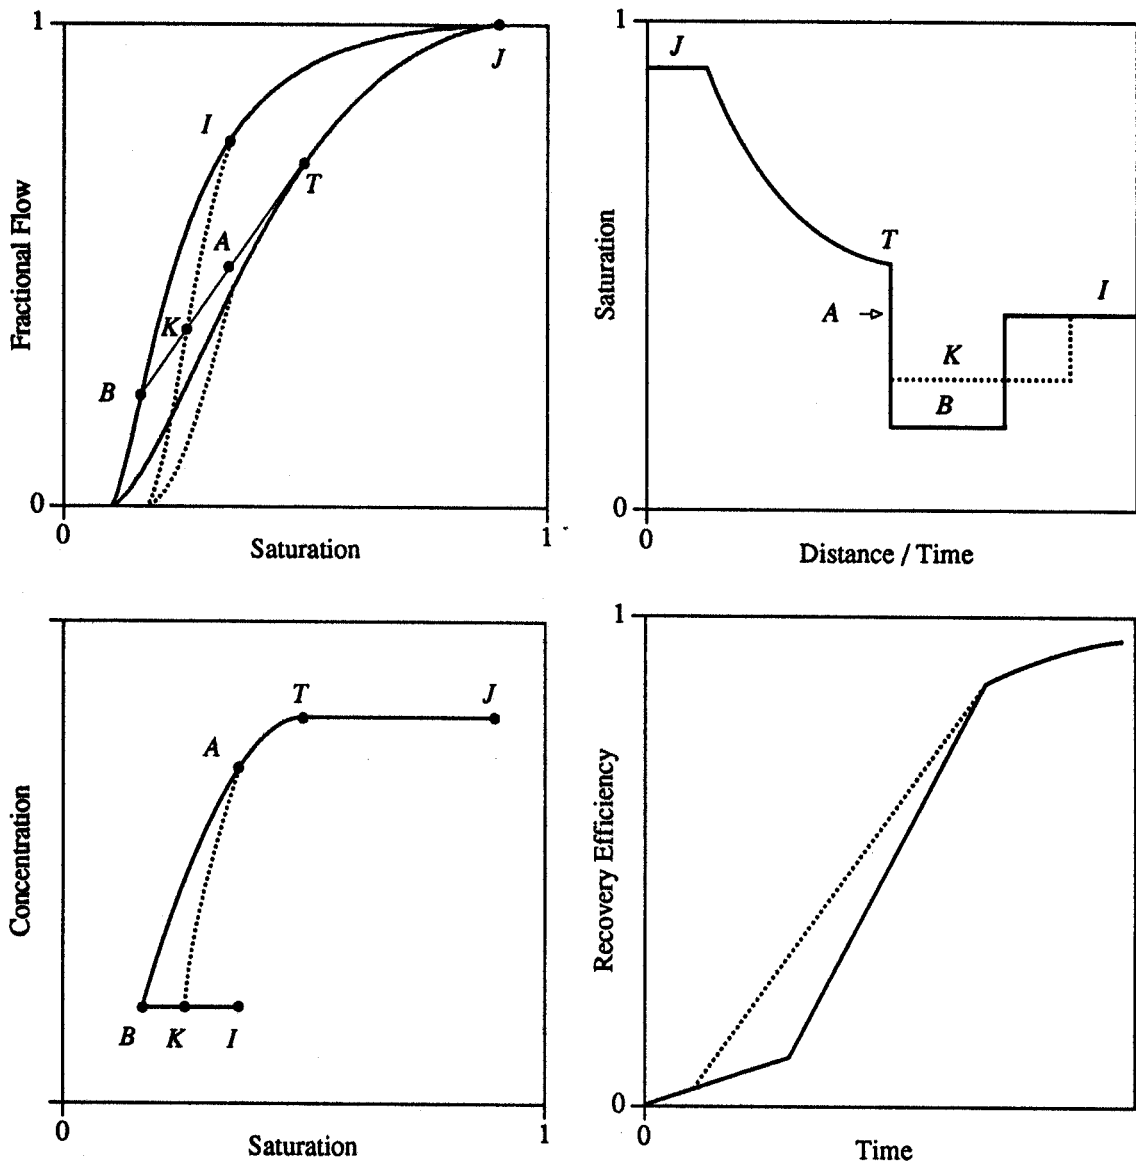 1
J
I
T
A
K
B
Fractional Flow
0
0
Saturation
1
1
J
T
A
I
K
B
Saturation
0
0
Distance / Time
T
J
A
B
K
I
Concentration
0
Saturation
1
1
Recovery Efficiency
0
0
Time